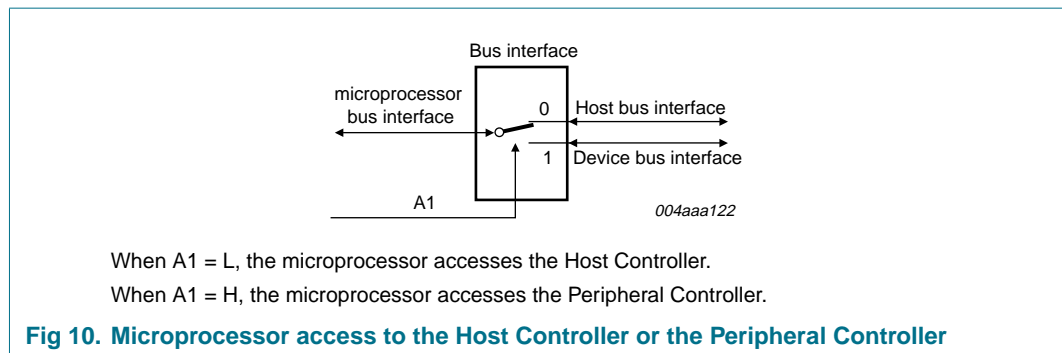 Bus interface
microprocessor
bus interface
0
Host bus interface
1
Device bus interface
A1
004aaa122
When A1 = L, the microprocessor accesses the Host Controller.
When A1 = H, the microprocessor accesses the Peripheral Controller.
Fig 10. Microprocessor access to the Host Controller or the Peripheral Controller